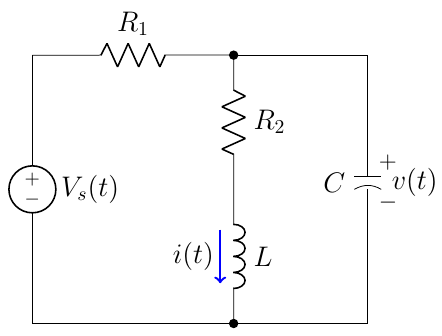 R₁
R₂
+
−
Vₛ(t)
C
+
−
v(t)
i(t)
L